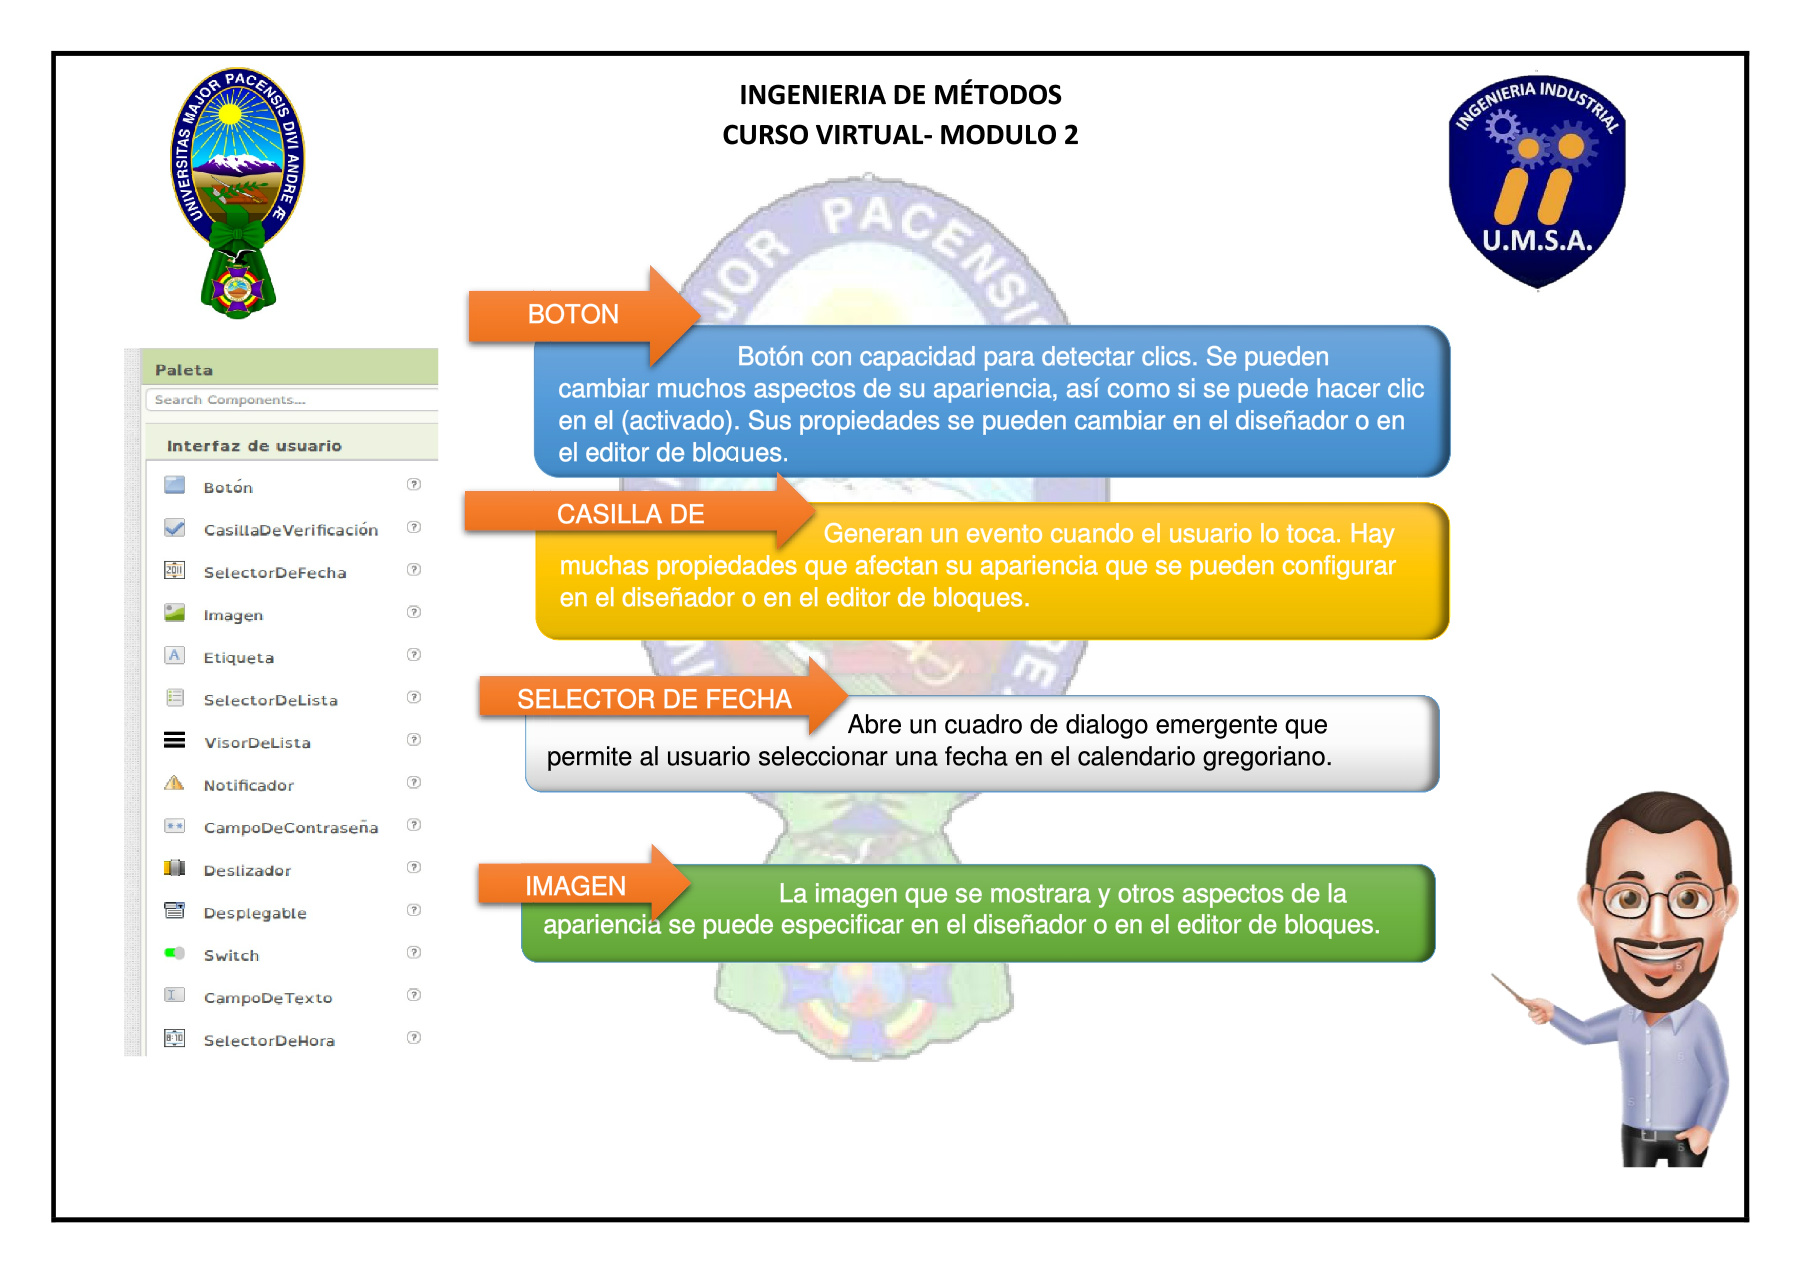 INGENIERIA DE MÉTODOS
CURSO VIRTUAL- MODULO 2
UNIVERSITAS MAJOR PACENSIS DIVI ANDRE Æ
INGENIERIA INDUSTRIAL
U.M.S.A.
BOTON
Botón con capacidad para detectar clics. Se pueden
cambiar muchos aspectos de su apariencia, así como si se puede hacer clic
en el (activado). Sus propiedades se pueden cambiar en el diseñador o en
el editor de bloques.
CASILLA DE
Generan un evento cuando el usuario lo toca. Hay
muchas propiedades que afectan su apariencia que se pueden configurar
en el diseñador o en el editor de bloques.
SELECTOR DE FECHA
Abre un cuadro de dialogo emergente que
permite al usuario seleccionar una fecha en el calendario gregoriano.
IMAGEN
La imagen que se mostrara y otros aspectos de la
apariencia se puede especificar en el diseñador o en el editor de bloques.
Paleta
Search Components...
Interfaz de usuario
Botón
CasillaDeVerificación
SelectorDeFecha
Imagen
Etiqueta
SelectorDeLista
VisorDeLista
Notificador
CampoDeContraseña
Deslizador
Desplegable
Switch
CampoDeTexto
SelectorDeHora